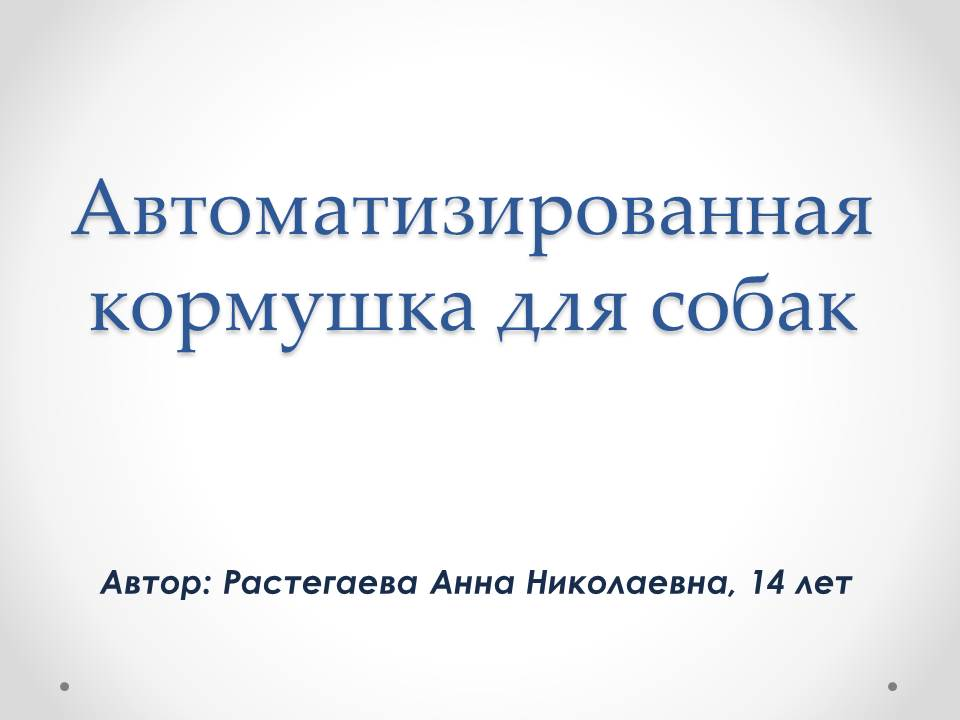 Автоматизированная
кормушка для собак
Автор: Растегаева Анна Николаевна, 14 лет